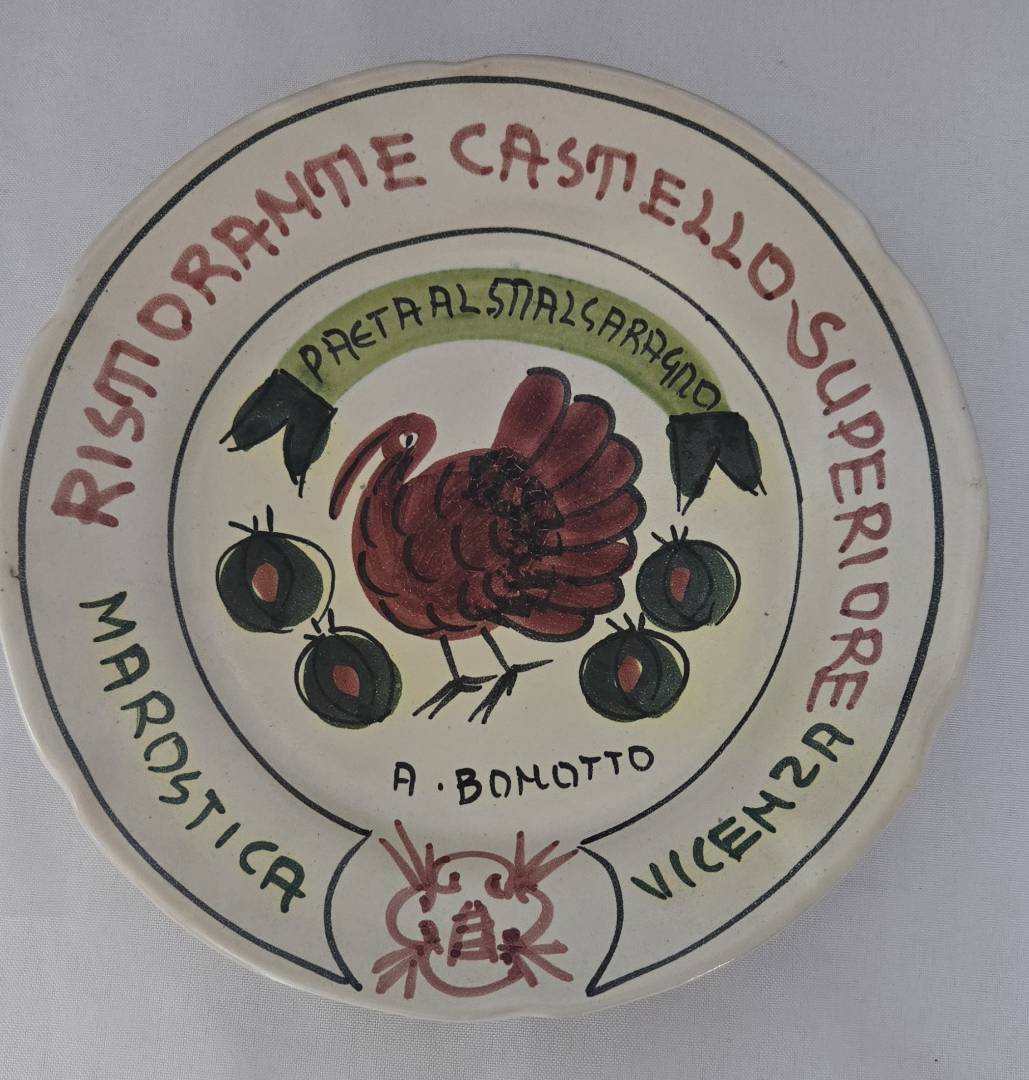 RISTORANTE CASTELLO SUPERIORE
PAETA AL MALGARAGNO
A. BONOTTO
MAROSTICA
VICENZA